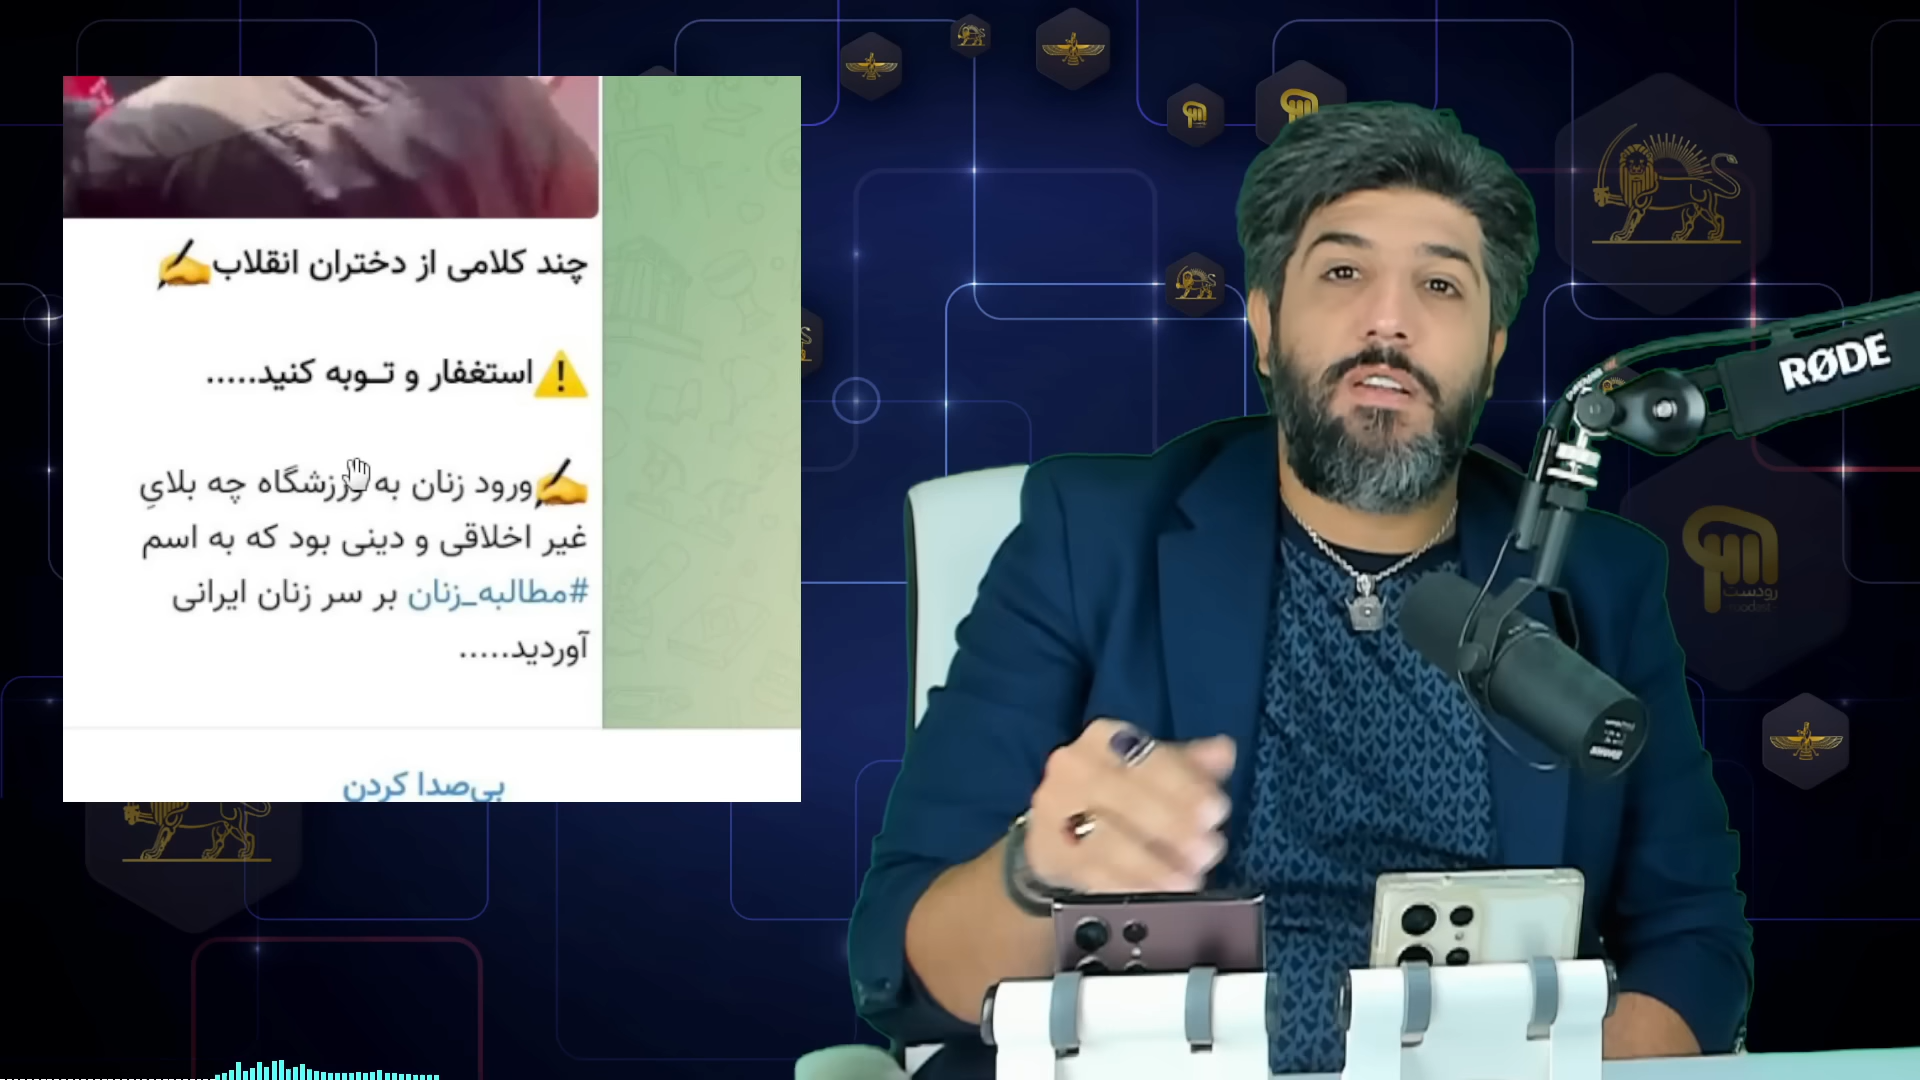 چند کلامی از دختران انقلاب✍️
⚠️استغفار و تـوبه کنید.....
✍️ورود زنان به ورزشگاه چه بلایِ
غیر اخلاقی و دینی بود که به اسم
#مطالبه_زنان بر سر زنان ایرانی
آوردید.....
بی‌صدا کردن
RØDE
رودست